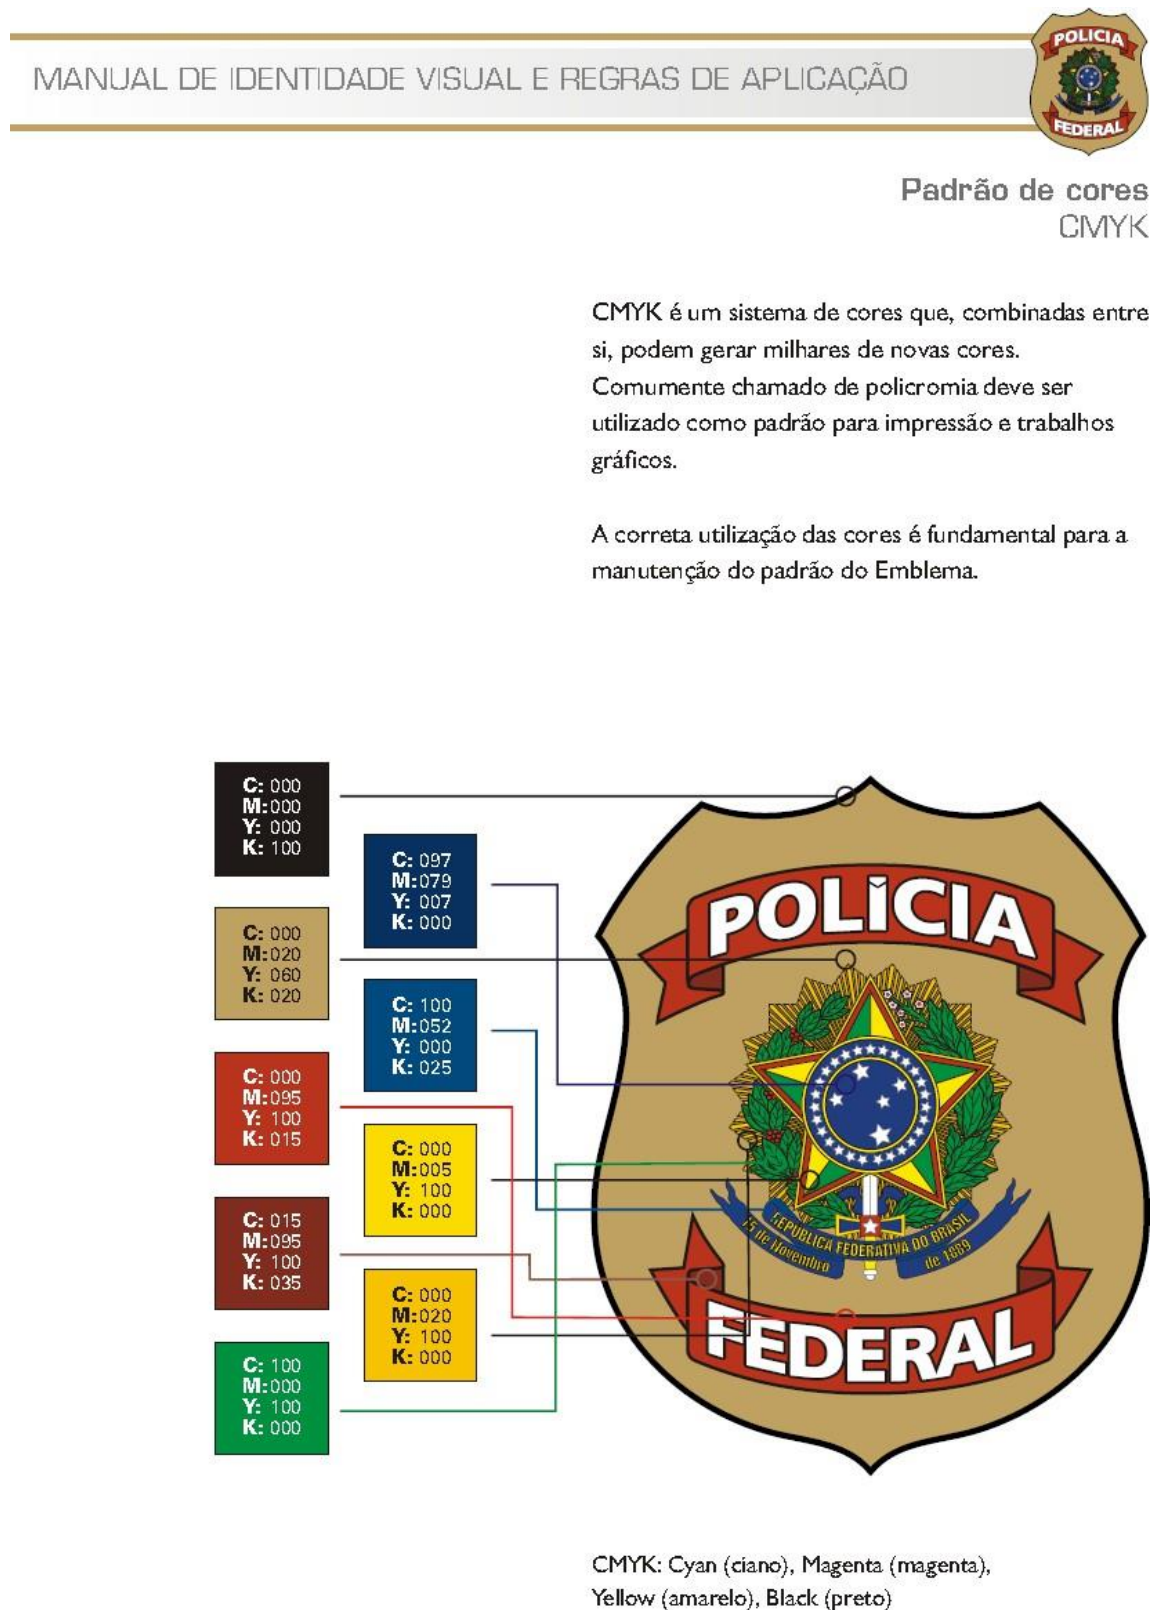 POLICIA
MANUAL DE IDENTIDADE VISUAL E REGRAS DE APLICAÇÃO
FEDERAL
Padrão de cores
CMYK
CMYK é um sistema de cores que, combinadas entre
si, podem gerar milhares de novas cores.
Comumente chamado de policromia deve ser
utilizado como padrão para impressão e trabalhos
gráficos.
A correta utilização das cores é fundamental para a
manutenção do padrão do Emblema.
C: 000
M:000
Y: 000
K: 100
C: 097
M:079
Y: 007
K: 000
C: 000
M:020
Y: 060
K: 020
C: 100
M:052
Y: 000
K: 025
C: 000
M:095
Y: 100
K: 015
C: 000
M:005
Y: 100
K: 000
C: 015
M:095
Y: 100
K: 035
C: 000
M:020
Y: 100
K: 000
C: 100
M:000
Y: 100
K: 000
POLÍCIA
REPUBLICA FEDERATIVA DO BRASIL
15 de Novembro
de 1889
FEDERAL
CMYK: Cyan (ciano), Magenta (magenta),
Yellow (amarelo), Black (preto)